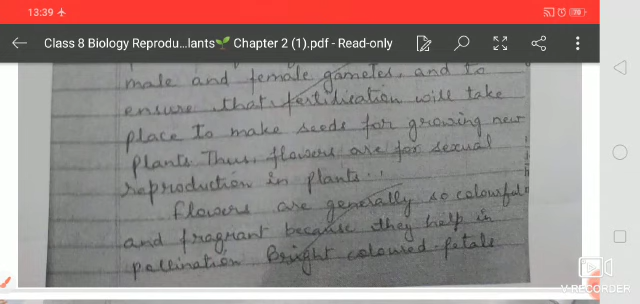 13:39
79
Class 8 Biology Reprodu...lants🌱 Chapter 2 (1).pdf - Read-only
male and female gametes, and to
ensure that fertilication will take
place to make seeds for growing new
plants. Thus, flowers are for sexual
reproduction in plants..
Flowers are generally so colourful
and fragrant because they help in
pollination Bright coloured petals
V RECORDER